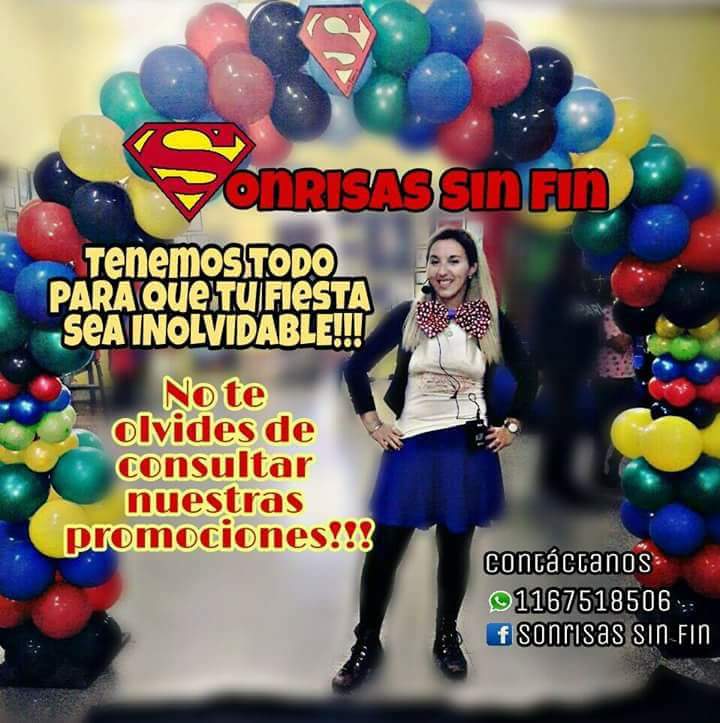 Sonrisas sin fin
Tenemos TODO
para que tu fiesta
sea INOLVIDABLE!!!
No te
olvides de
consultar
nuestras
promociones!!!
contáctanos
1167518506
sonrisas sin fin